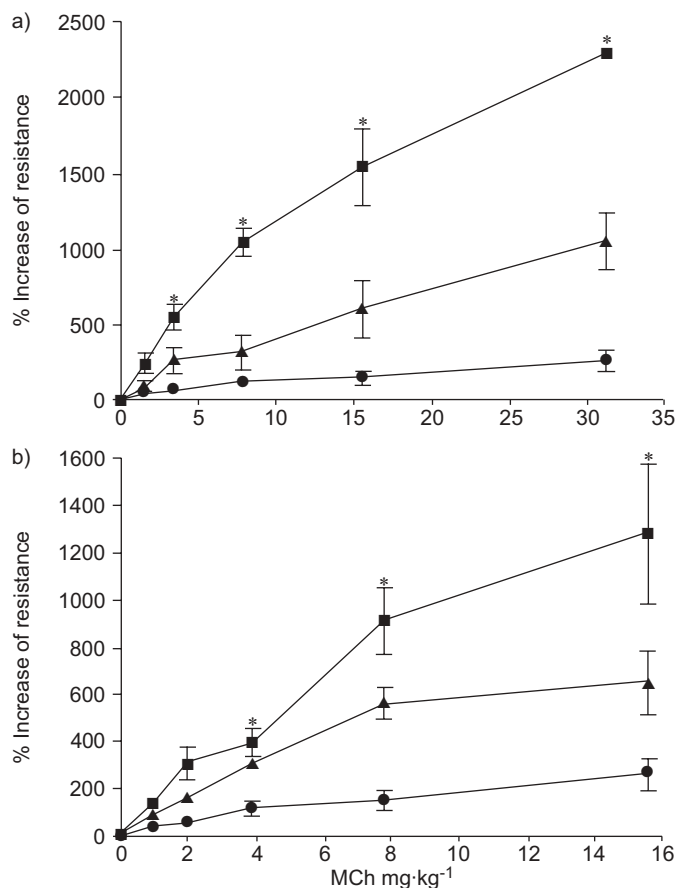 a)
2500
2000
1500
1000
500
0
% Increase of resistance
* * * *
0 5 10 15 20 25 30 35
b)
1600
1400
1200
1000
800
600
400
200
0
% Increase of resistance
* * *
0 2 4 6 8 10 12 14 16
MCh mg·kg⁻¹